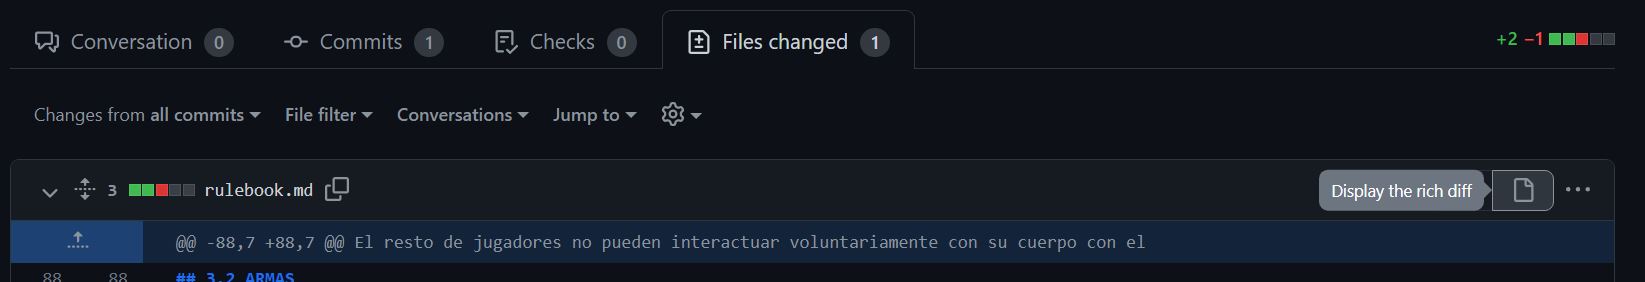 Conversation 0 Commits 1 Checks 0 Files changed 1 +2 −1
Changes from all commits File filter Conversations Jump to
3 rulebook.md Display the rich diff
@@ -88,7 +88,7 @@ El resto de jugadores no pueden interactuar voluntariamente con su cuerpo con el
88 88 ## 3.2 ARMAS